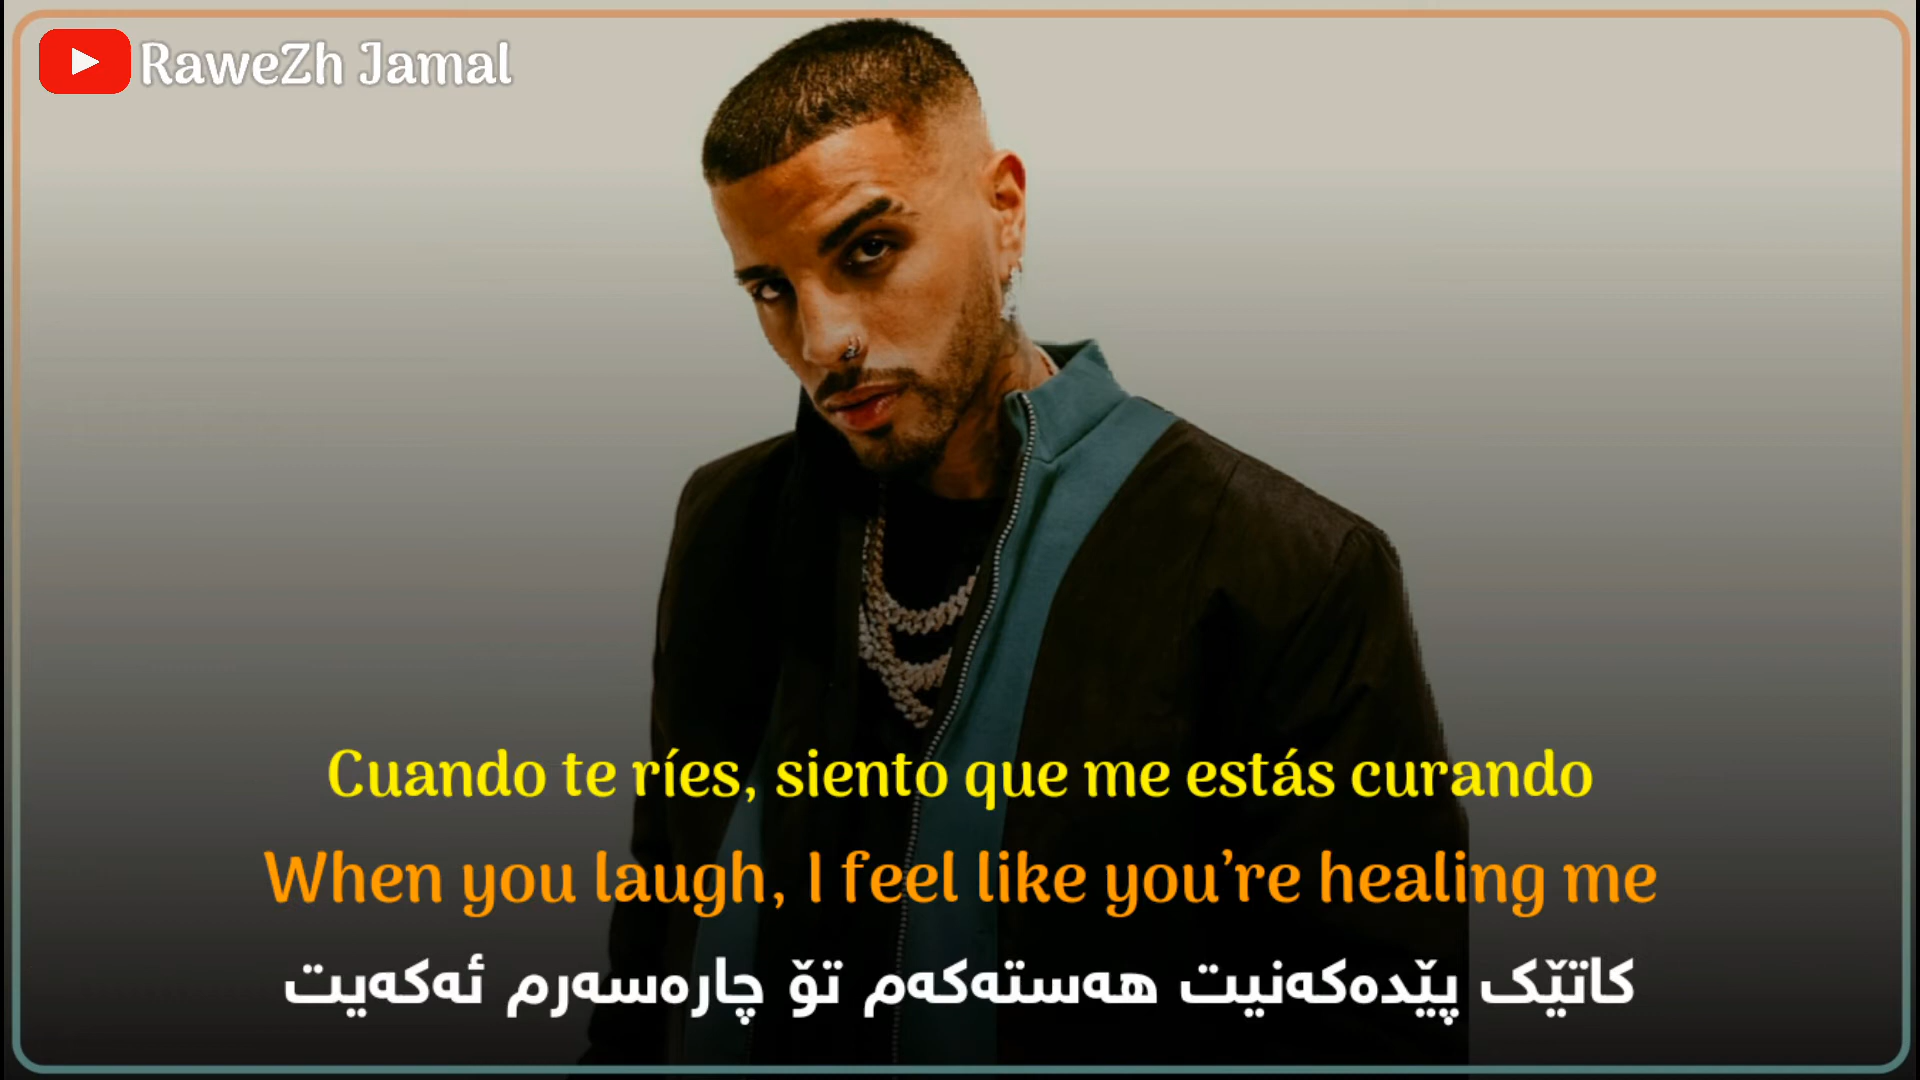 RaweZh Jamal
Cuando te ríes, siento que me estás curando
When you laugh, I feel like you’re healing me
کاتێک پێدەکەنیت هەستەکەم تۆ چارەسەرم ئەکەیت